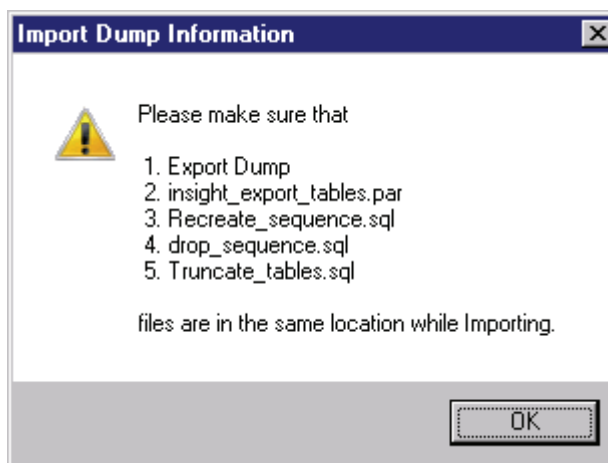 Import Dump Information
Please make sure that
1. Export Dump
2. insight_export_tables.par
3. Recreate_sequence.sql
4. drop_sequence.sql
5. Truncate_tables.sql
files are in the same location while Importing.
OK